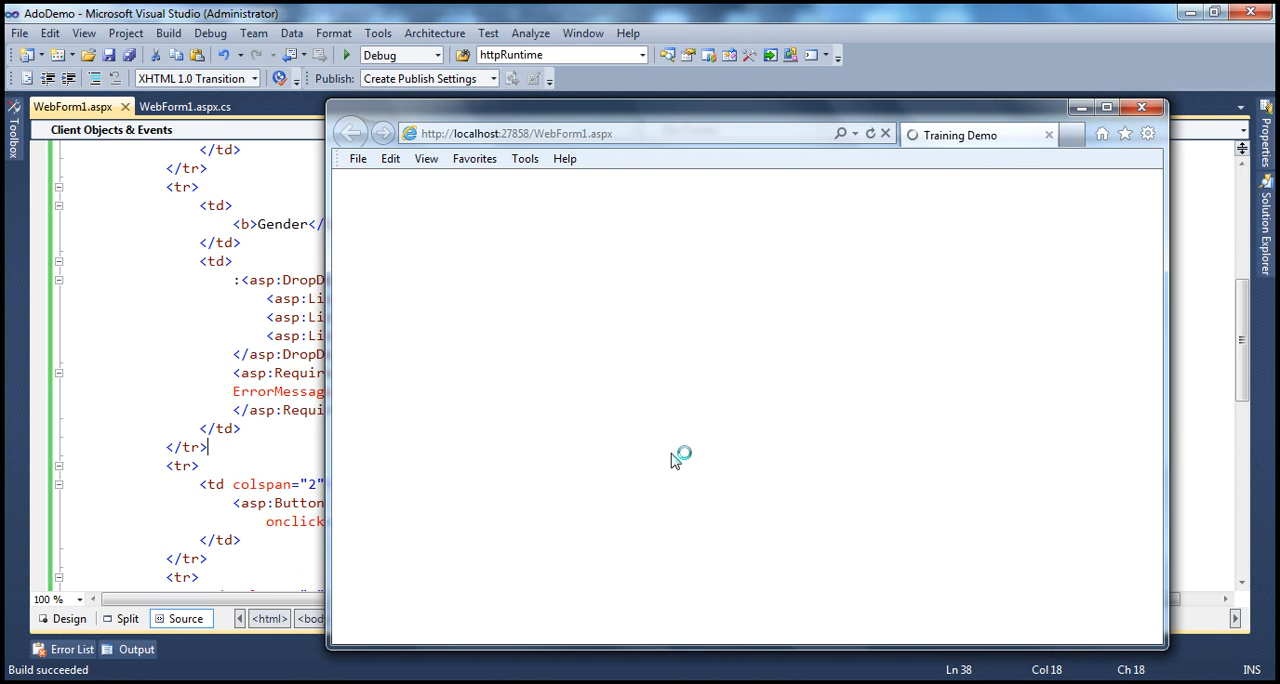 AdoDemo - Microsoft Visual Studio (Administrator)
File Edit View Project Build Debug Team Data Format Tools Architecture Test Analyze Window Help
Debug httpRuntime
XHTML 1.0 Transition Publish: Create Publish Settings
WebForm1.aspx WebForm1.aspx.cs
Client Objects & Events
Toolbox
Properties
Solution Explorer
http://localhost:27858/WebForm1.aspx Training Demo
File Edit View Favorites Tools Help
</td>
</tr>
<tr>
<td>
<b>Gender</
</td>
<td>
:<asp:DropD
<asp:Li
<asp:Li
<asp:Li
</asp:DropD
<asp:Requir
ErrorMessag
</asp:Requi
</td>
</tr>
<tr>
<td colspan="2"
<asp:Button
onclick
</td>
</tr>
<tr>
100 %
Design Split Source <html> <bod
Error List Output
Build succeeded Ln 38 Col 18 Ch 18 INS